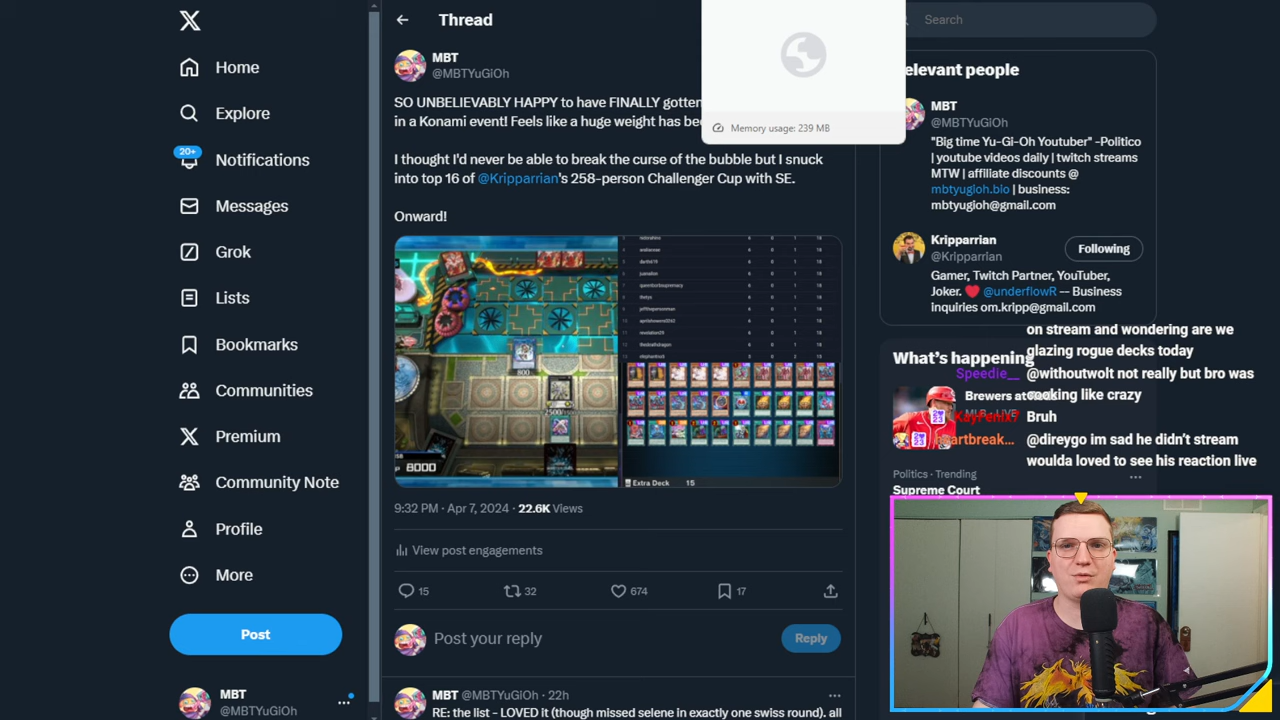 Thread
Search
Home
Explore
20+
Notifications
Messages
Grok
Lists
Bookmarks
Communities
Premium
Community Note
Profile
More
Post
MBT
@MBTYuGiOh
MBT
@MBTYuGiOh
SO UNBELIEVABLY HAPPY to have FINALLY gotten
in a Konami event! Feels like a huge weight has
I thought I'd never be able to break the curse of the bubble but I snuck
into top 16 of @Kripparrian's 258-person Challenger Cup with SE.
Onward!
800
8000
Extra Deck 15
9:32 PM · Apr 7, 2024 · 22.6K Views
View post engagements
15
32
674
17
Post your reply
Reply
MBT @MBTYuGiOh · 22h
RE: the list - LOVED it (though missed selene in exactly one swiss round). all
Memory usage: 239 MB
people
MBT
@MBTYuGiOh
"Big time Yu-Gi-Oh Youtuber" -Politico
| youtube videos daily | twitch streams
MTW | affiliate discounts @
mbtyugioh.bio | business:
mbtyugioh@gmail.com
Kripparrian
@Kripparrian
Following
Gamer, Twitch Partner, YouTuber,
Joker. @underflowR -- Business
Inquiries om.kripp@gmail.com
What's happening
Brewers at
Politics · Trending
Supreme Court
on stream and wondering are we
glazing rogue decks today
Speedie__
@withoutwolt not really but bro was
cooking like crazy
KayFenix7
Bruh
heartbreak...
@direygo im sad he didn't stream
woulda loved to see his reaction live